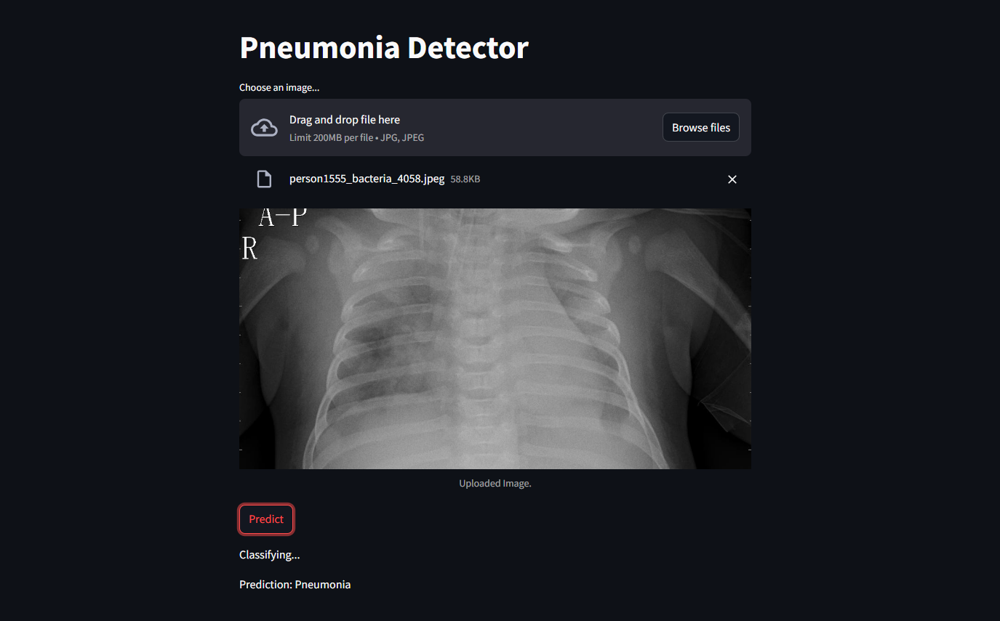 Pneumonia Detector
Choose an image...
Drag and drop file here
Limit 200MB per file • JPG, JPEG
Browse files
person1555_bacteria_4058.jpeg 58.8KB
A-P
R
Uploaded Image.
Predict
Classifying...
Prediction: Pneumonia